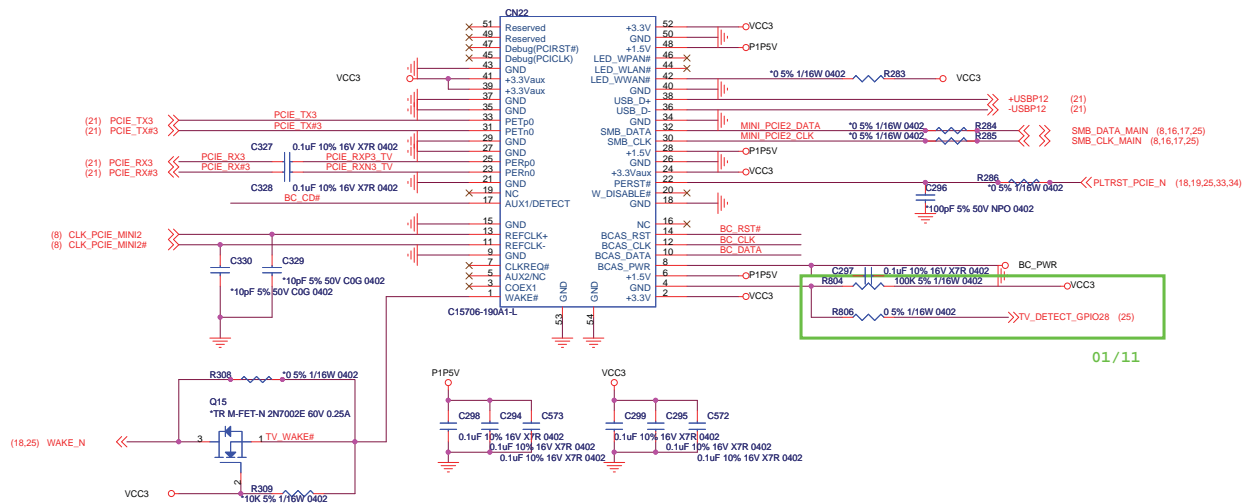 CN22
51 Reserved +3.3V 52 VCC3
49 Reserved GND 50
47 Debug(PCIRST#) +1.5V 48 P1P5V
45 Debug(PCICLK) LED_WPAN# 46
43 GND LED_WLAN# 44
VCC3 41 +3.3Vaux LED_WWAN# 42 *0 5% 1/16W 0402 R283 VCC3
39 +3.3Vaux GND 40
37 GND USB_D+ 38 +USBP12 (21)
35 GND USB_D- 36 -USBP12 (21)
(21) PCIE_TX3 PCIE_TX3 33 PETp0 GND 34
(21) PCIE_TX#3 PCIE_TX#3 31 PETn0 SMB_DATA 32 MINI_PCIE2_DATA *0 5% 1/16W 0402 R284 SMB_DATA_MAIN (8,16,17,25)
29 GND SMB_CLK 30 MINI_PCIE2_CLK *0 5% 1/16W 0402 R285 SMB_CLK_MAIN (8,16,17,25)
C327 0.1uF 10% 16V X7R 0402 27 GND +1.5V 28 P1P5V
(21) PCIE_RX3 PCIE_RX3 PCIE_RXP3_TV 25 PERp0 GND 26
(21) PCIE_RX#3 PCIE_RX#3 PCIE_RXN3_TV 23 PERn0 +3.3Vaux 24 VCC3
C328 0.1uF 10% 16V X7R 0402 21 GND PERST# 22 R286 *0 5% 1/16W 0402 PLTRST_PCIE_N (18,19,25,33,34)
19 NC W_DISABLE# 20 C296
BC_CD# 17 AUX1/DETECT GND 18 *100pF 5% 50V NPO 0402
15 GND NC 16
(8) CLK_PCIE_MINI2 13 REFCLK+ BCAS_RST 14 BC_RST#
(8) CLK_PCIE_MINI2# 11 REFCLK- BCAS_CLK 12 BC_CLK
9 GND BCAS_DATA 10 BC_DATA
C330 C329 7 CLKREQ# BCAS_PWR 8 BC_PWR
*10pF 5% 50V C0G 0402 5 AUX2/NC +1.5V 6 P1P5V C297 0.1uF 10% 16V X7R 0402
*10pF 5% 50V C0G 0402 3 COEX1 GND 4 R804 100K 5% 1/16W 0402 VCC3
1 WAKE# +3.3V 2 VCC3
GND GND
C15706-190A1-L 53 54 R806 0 5% 1/16W 0402 TV_DETECT_GPIO28 (25)
01/11
R308 *0 5% 1/16W 0402 P1P5V VCC3
Q15
*TR M-FET-N 2N7002E 60V 0.25A
C298 C294 C573 C299 C295 C572
(18,25) WAKE_N 3 1 TV_WAKE# 0.1uF 10% 16V X7R 0402 0.1uF 10% 16V X7R 0402
0.1uF 10% 16V X7R 0402 0.1uF 10% 16V X7R 0402
0.1uF 10% 16V X7R 0402 0.1uF 10% 16V X7R 0402
2
VCC3 R309
*10K 5% 1/16W 0402